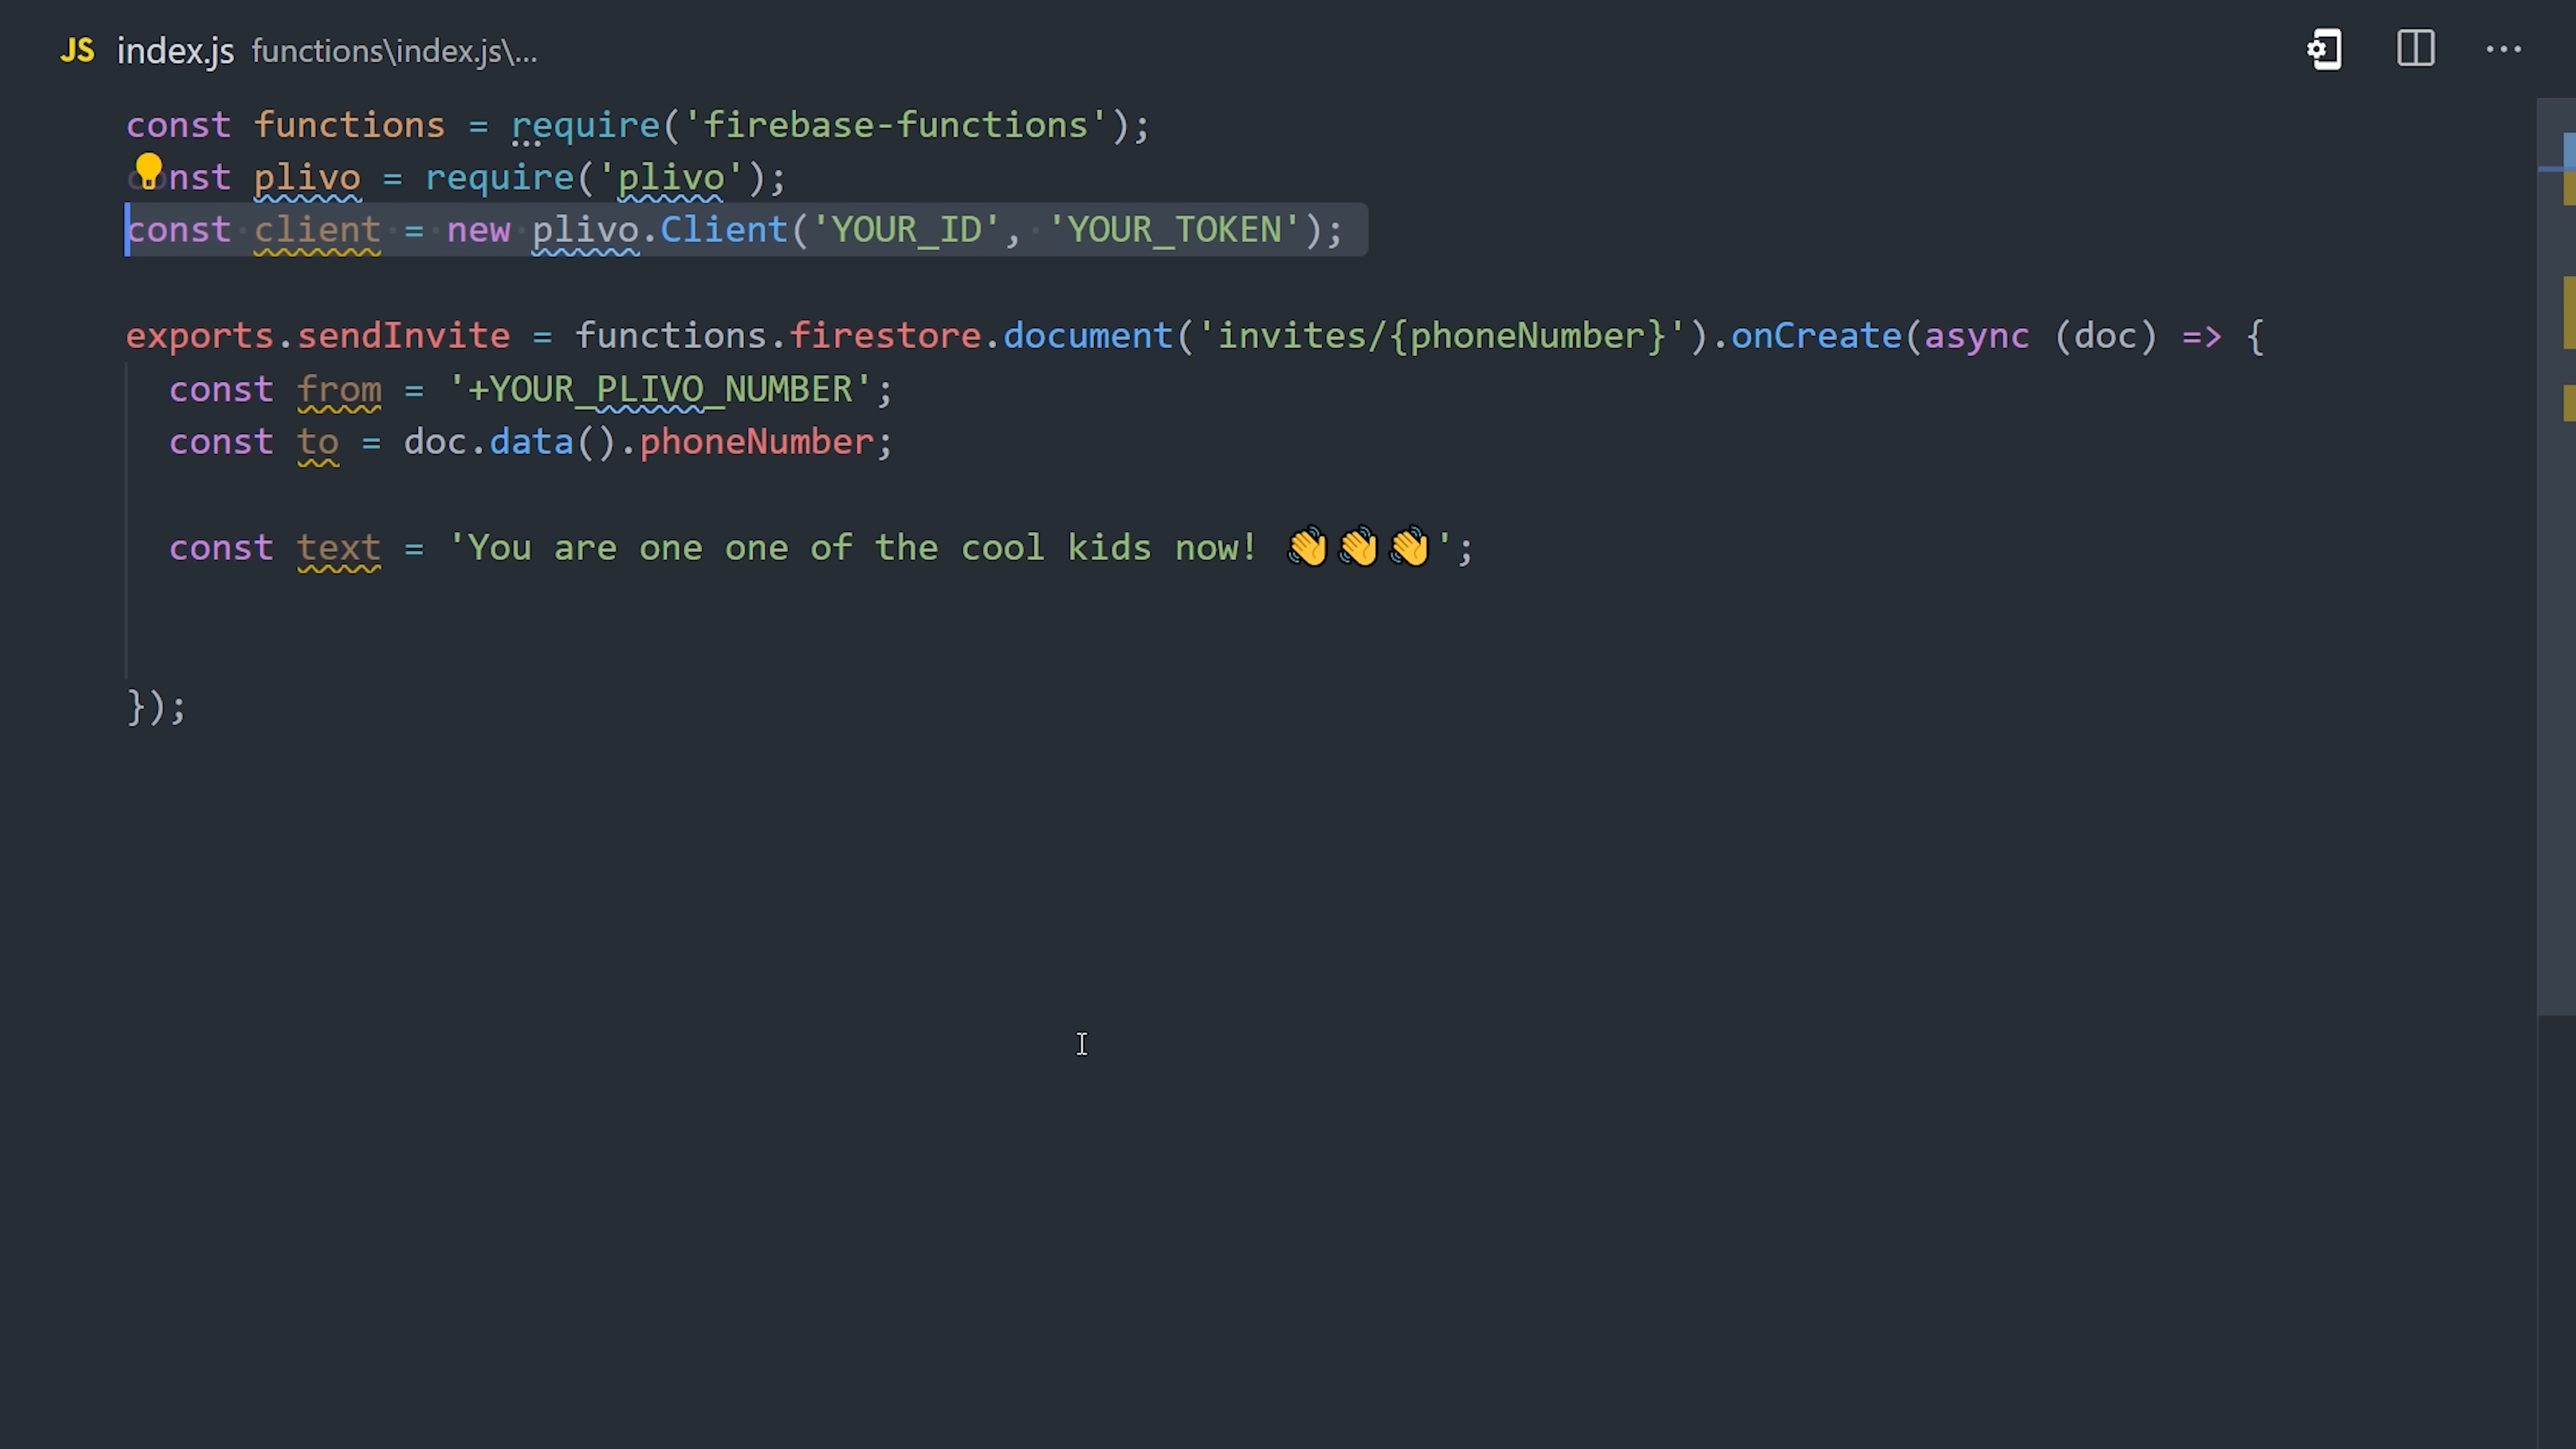 JS index.js functions\index.js\...
const functions = require('firebase-functions');
const plivo = require('plivo');
const client = new plivo.Client('YOUR_ID', 'YOUR_TOKEN');
exports.sendInvite = functions.firestore.document('invites/{phoneNumber}').onCreate(async (doc) => {
const from = '+YOUR_PLIVO_NUMBER';
const to = doc.data().phoneNumber;
const text = 'You are one one of the cool kids now! 👋👋👋';
});